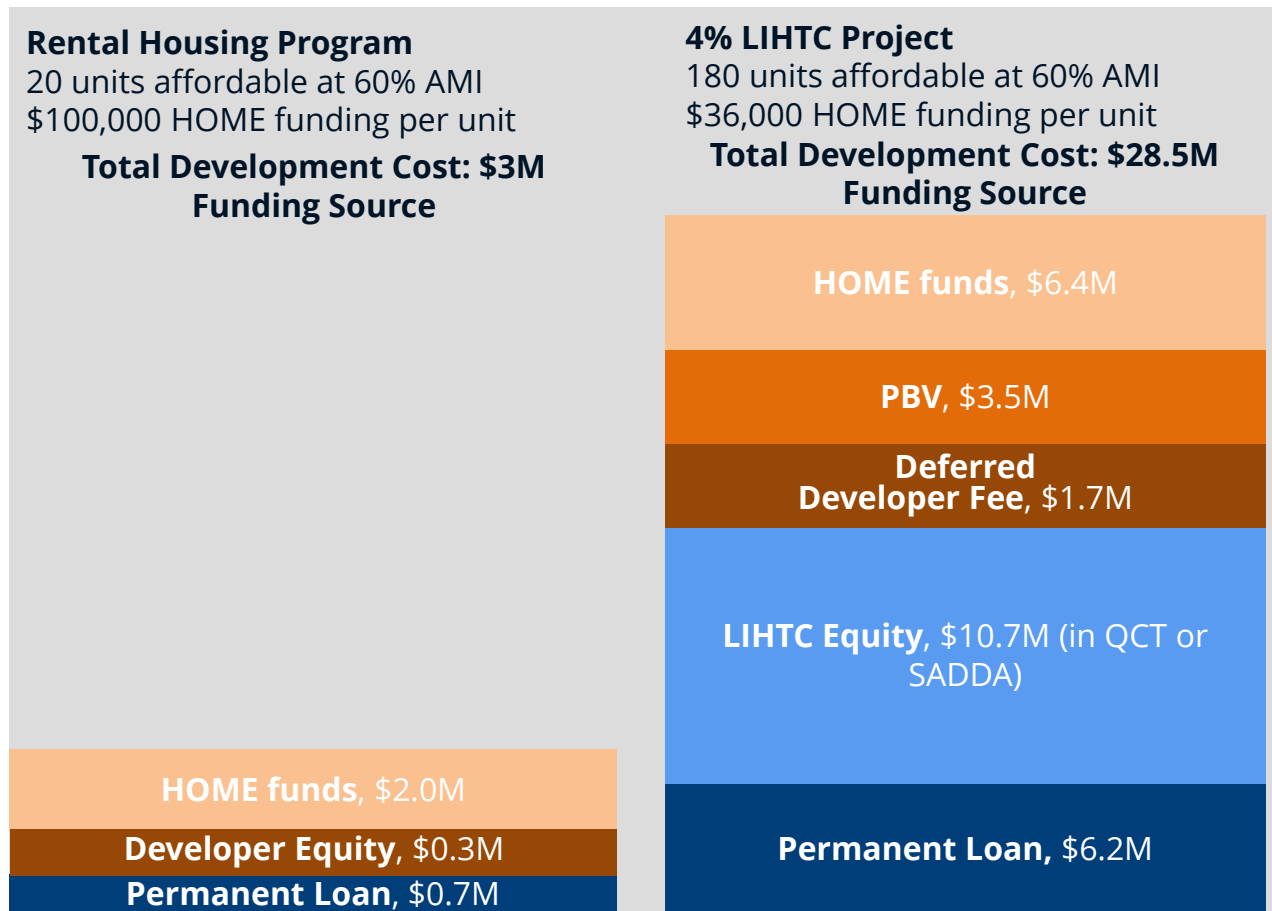 Rental Housing Program
20 units affordable at 60% AMI
$100,000 HOME funding per unit
Total Development Cost: $3M
Funding Source
HOME funds, $2.0M
Developer Equity, $0.3M
Permanent Loan, $0.7M
4% LIHTC Project
180 units affordable at 60% AMI
$36,000 HOME funding per unit
Total Development Cost: $28.5M
Funding Source
HOME funds, $6.4M
PBV, $3.5M
Deferred
Developer Fee, $1.7M
LIHTC Equity, $10.7M (in QCT or
SADDA)
Permanent Loan, $6.2M